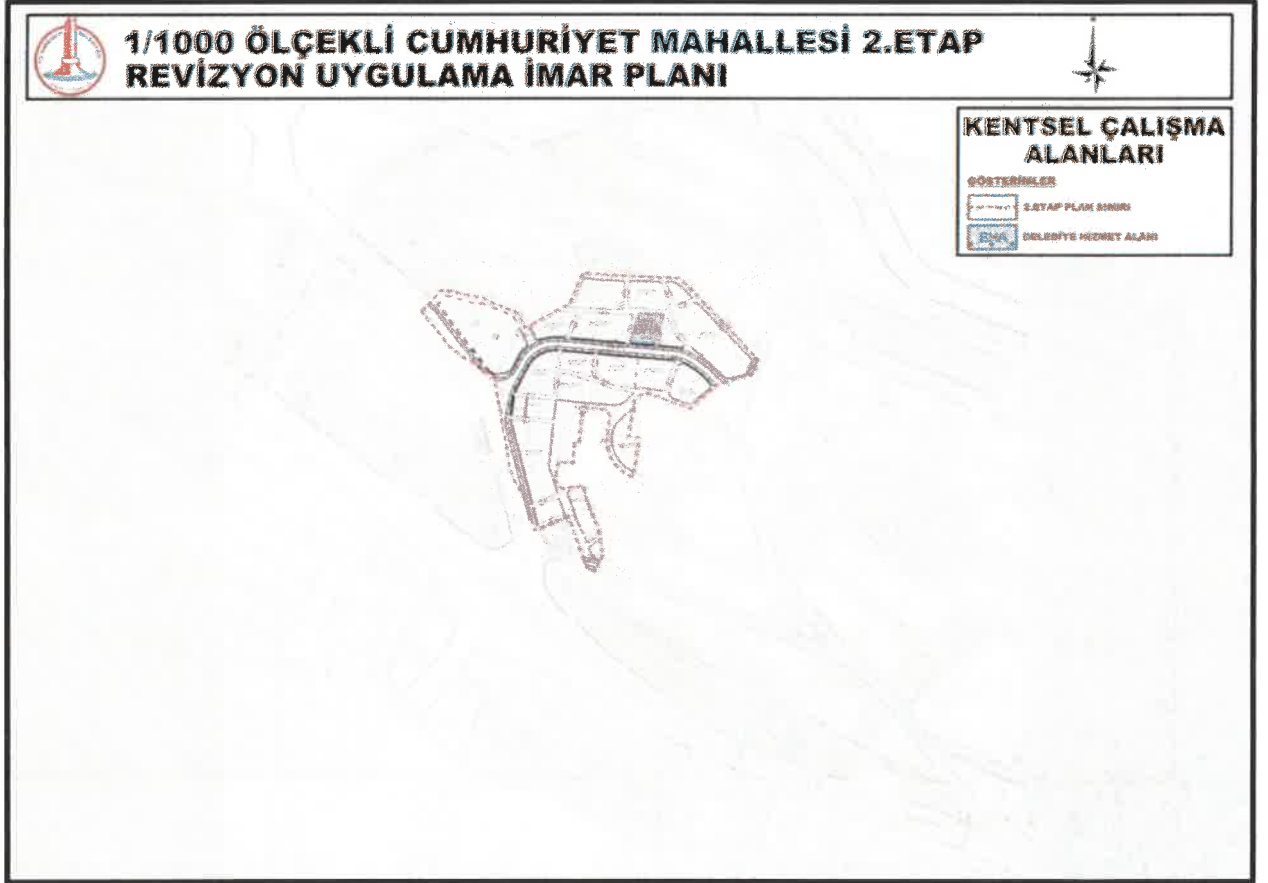 1/1000 ÖLÇEKLİ CUMHURİYET MAHALLESİ 2.ETAP
REVİZYON UYGULAMA İMAR PLANI
KENTSEL ÇALIŞMA
ALANLARI
GÖSTERİMLER
2.ETAP PLAN SINIRI
BHA
BELEDİYE HİZMET ALANI